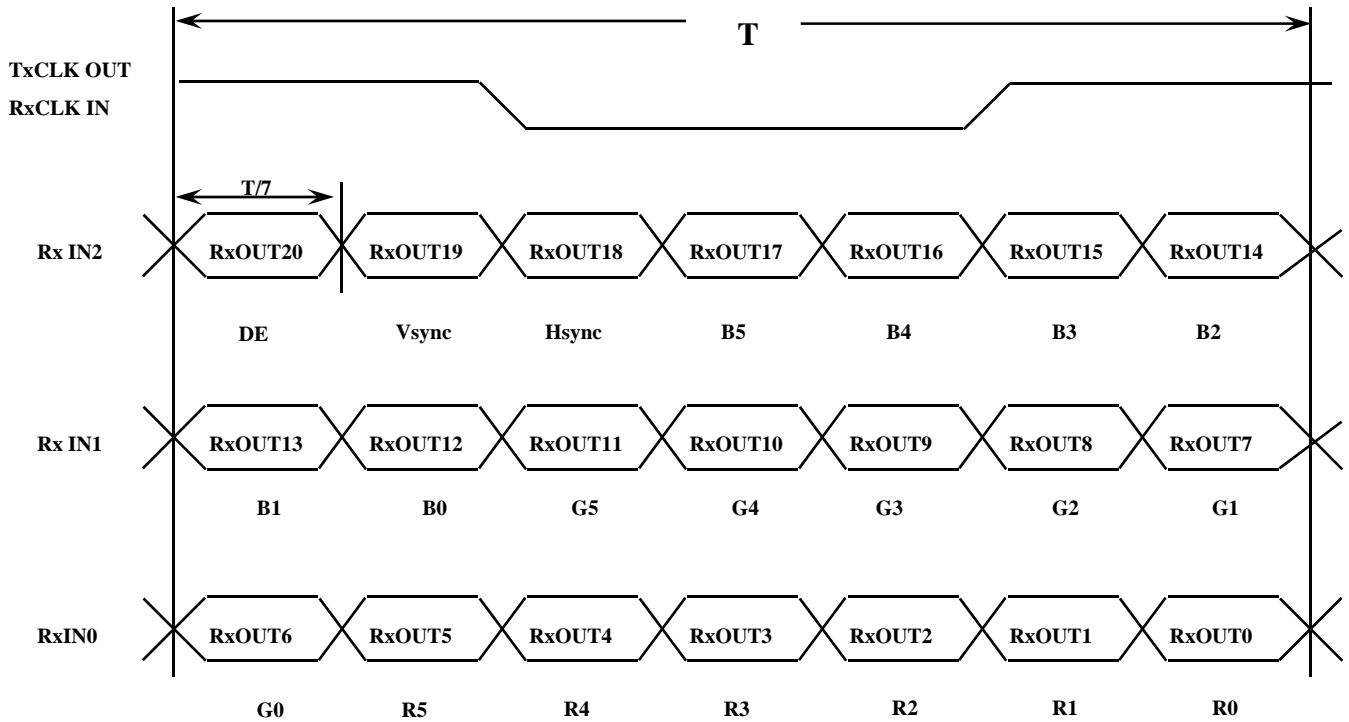 T
TxCLK OUT
RxCLK IN
T/7
Rx IN2 RxOUT20 RxOUT19 RxOUT18 RxOUT17 RxOUT16 RxOUT15 RxOUT14
DE Vsync Hsync B5 B4 B3 B2
Rx IN1 RxOUT13 RxOUT12 RxOUT11 RxOUT10 RxOUT9 RxOUT8 RxOUT7
B1 B0 G5 G4 G3 G2 G1
RxIN0 RxOUT6 RxOUT5 RxOUT4 RxOUT3 RxOUT2 RxOUT1 RxOUT0
G0 R5 R4 R3 R2 R1 R0